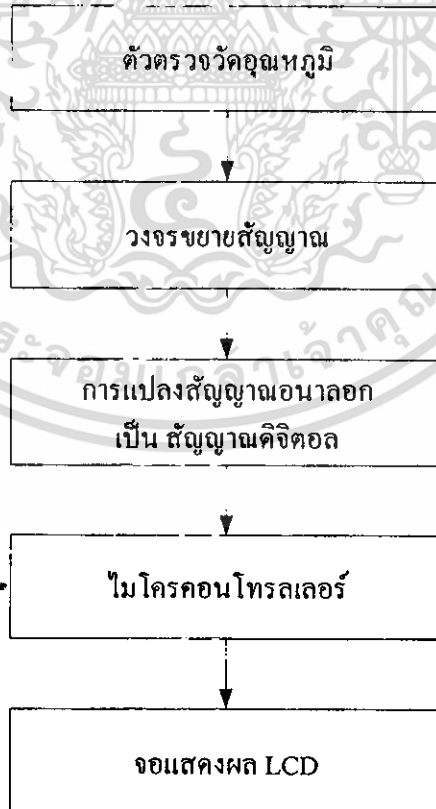 ตัวตรวจวัดอุณหภูมิ
วงจรขยายสัญญาณ
การแปลงสัญญาณอนาลอก
เป็น สัญญาณดิจิตอล
ไมโครคอนโทรลเลอร์
จอแสดงผล LCD